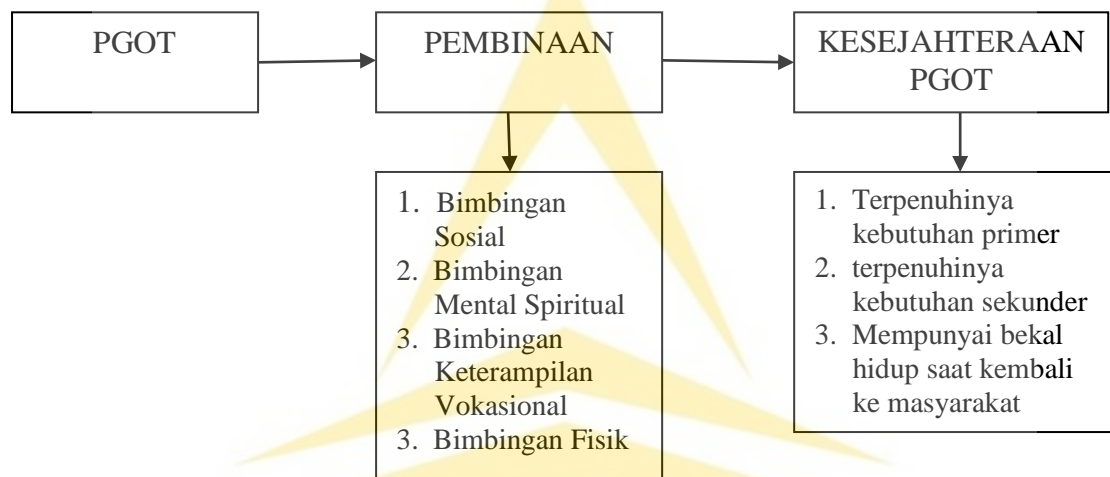 PGOT
PEMBINAAN
KESEJAHTERAAN
PGOT
1. Bimbingan
Sosial
2. Bimbingan
Mental Spiritual
3. Bimbingan
Keterampilan
Vokasional
3. Bimbingan Fisik
1. Terpenuhinya
kebutuhan primer
2. terpenuhinya
kebutuhan sekunder
3. Mempunyai bekal
hidup saat kembali
ke masyarakat